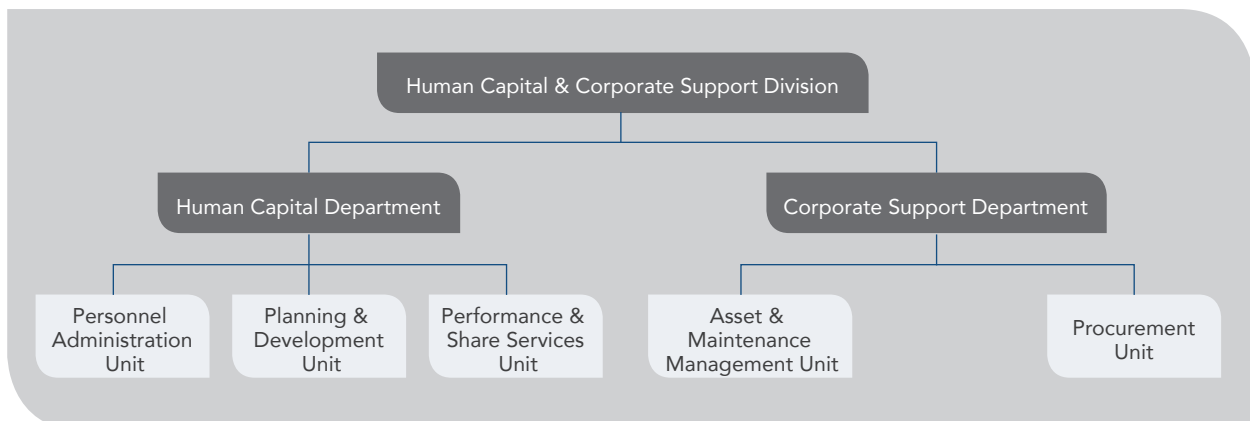 Human Capital & Corporate Support Division
Human Capital Department
Corporate Support Department
Personnel
Administration
Unit
Planning &
Development
Unit
Performance &
Share Services
Unit
Asset &
Maintenance
Management Unit
Procurement
Unit